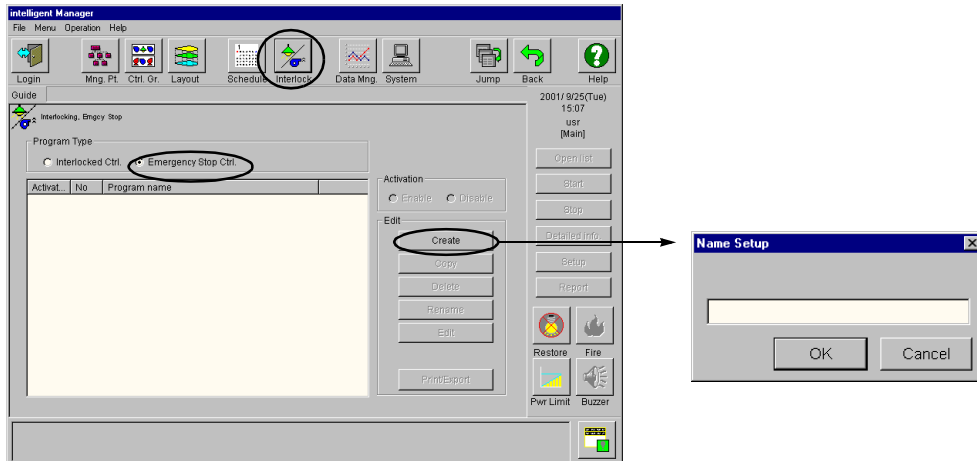 intelligent Manager
File Menu Operation Help
Login Mng. Pt. Ctrl. Gr. Layout Schedule Interlock Data Mng. System Jump Back Help
Guide
Interlocking, Emgcy Stop
Program Type
Interlocked Ctrl. Emergency Stop Ctrl.
Activat... No Program name
Activation
Enable Disable
Edit
Create
Copy
Delete
Rename
Edit
Print/Export
2001/ 9/25(Tue)
15:07
usr
[Main]
Open list
Start
Stop
Detailed info.
Setup
Report
Restore Fire
Pwr Limit Buzzer
Name Setup
OK Cancel